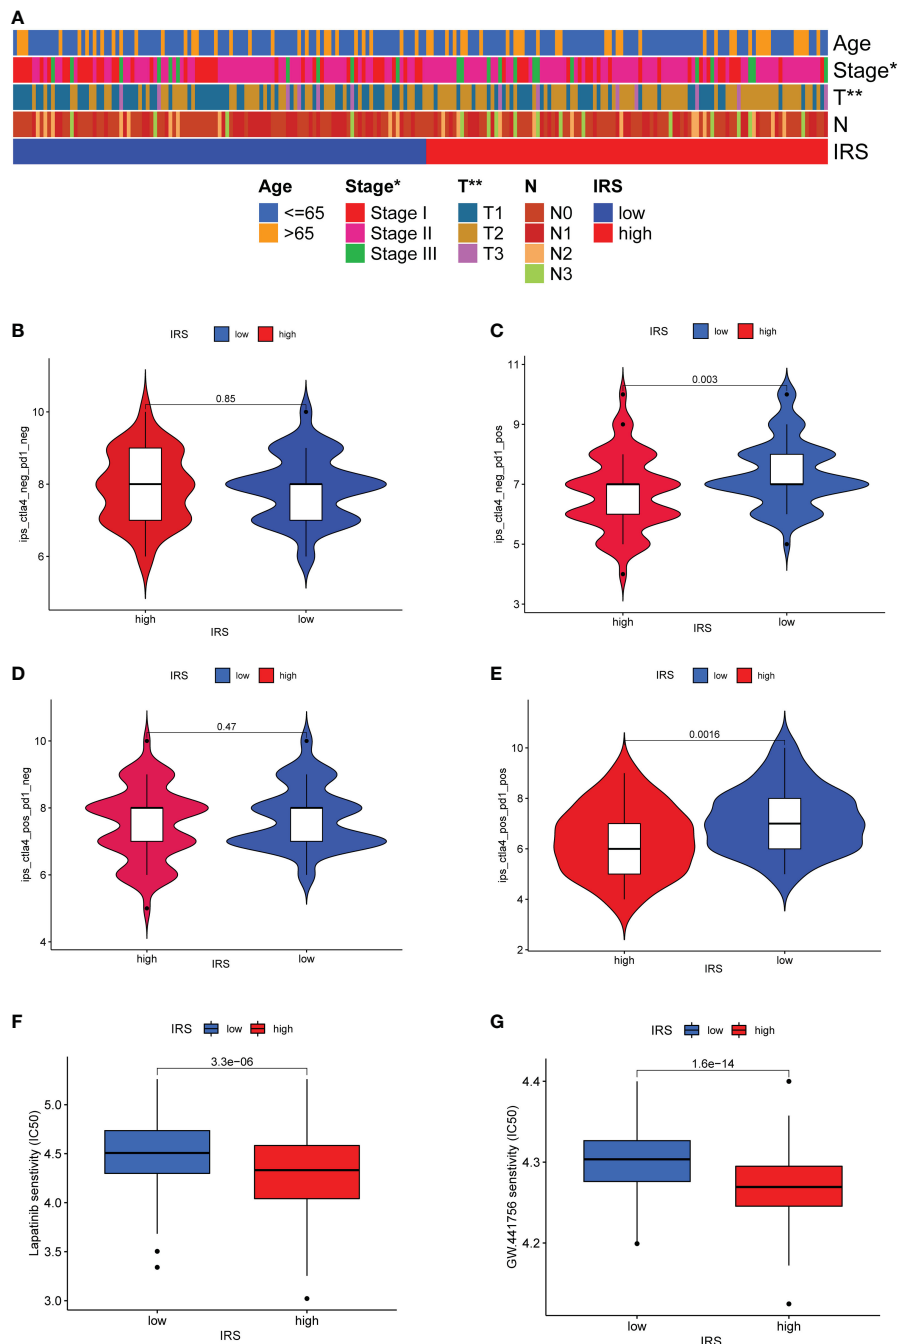 A
Age
Stage*
T**
N
IRS
Age Stage* T** N IRS
<=65 Stage I T1 N0 low
>65 Stage II T2 N1 high
Stage III T3 N2
N3
B
IRS low high
ips_ctla4_neg_pd1_neg
10
8
6
0.85
high low
IRS
C
IRS low high
ips_ctla4_neg_pd1_pos
11
9
7
5
3
0.003
high low
IRS
D
IRS low high
ips_ctla4_pos_pd1_neg
10
8
6
4
0.47
high low
IRS
E
IRS low high
ips_ctla4_pos_pd1_pos
10
8
6
4
2
0.0016
high low
IRS
F
IRS low high
Lapatinib senstivity (IC50)
5.0
4.5
4.0
3.5
3.0
3.3e−06
low high
IRS
G
IRS low high
GW.441756 senstivity (IC50)
4.4
4.3
4.2
1.6e−14
low high
IRS